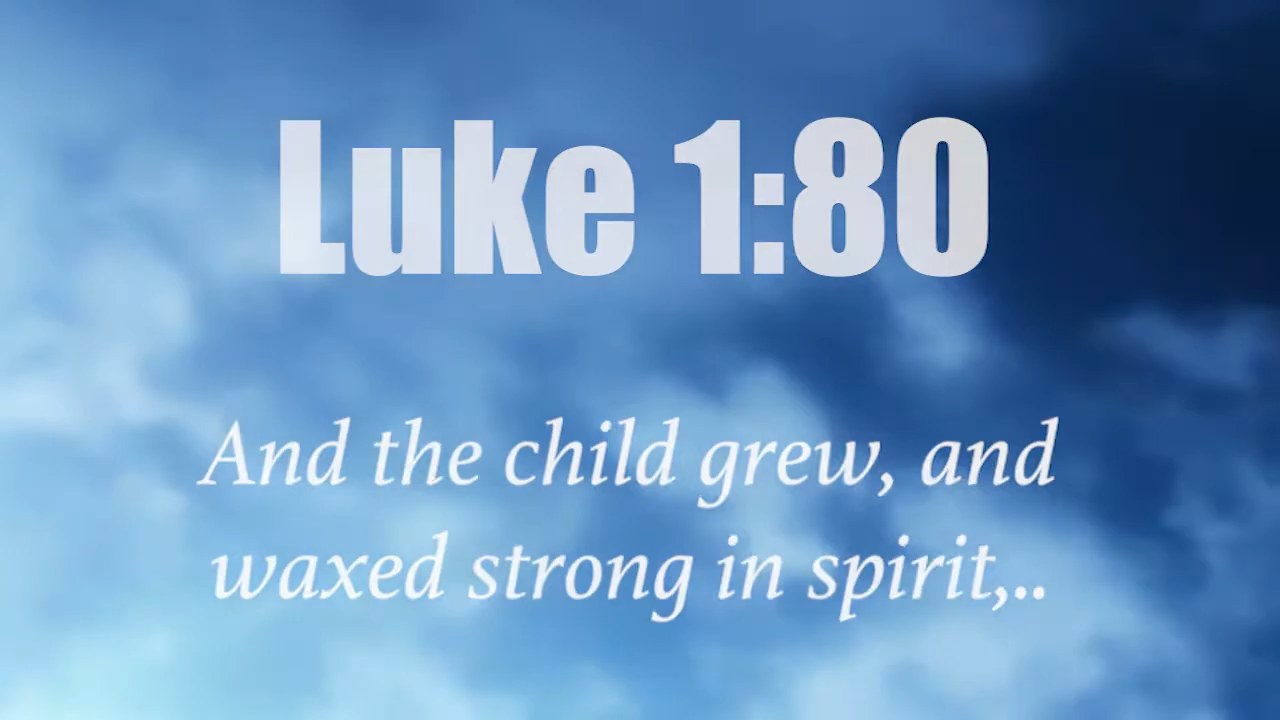 Luke 1:80
And the child grew, and
waxed strong in spirit,..